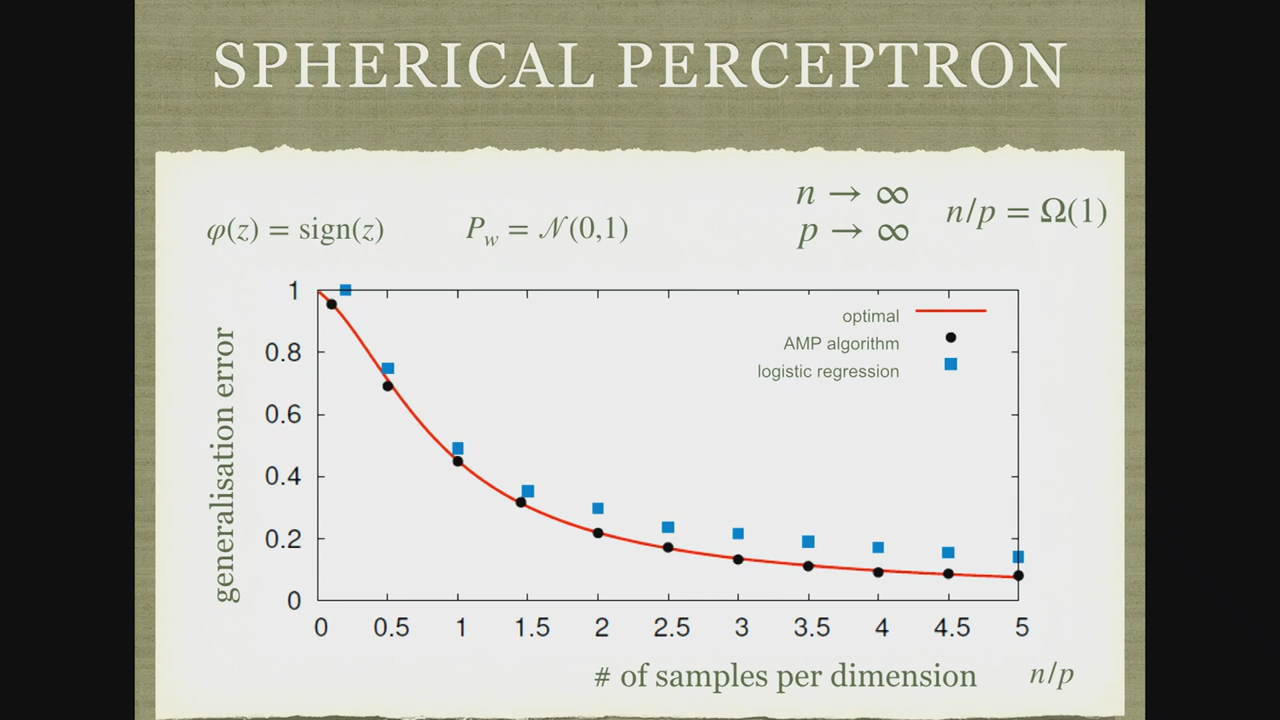 SPHERICAL PERCEPTRON
φ(z) = sign(z)
P_w = 𝒩(0,1)
n → ∞
p → ∞
n/p = Ω(1)
generalisation error
1
0.8
0.6
0.4
0.2
0
optimal
AMP algorithm
logistic regression
0 0.5 1 1.5 2 2.5 3 3.5 4 4.5 5
# of samples per dimension n/p